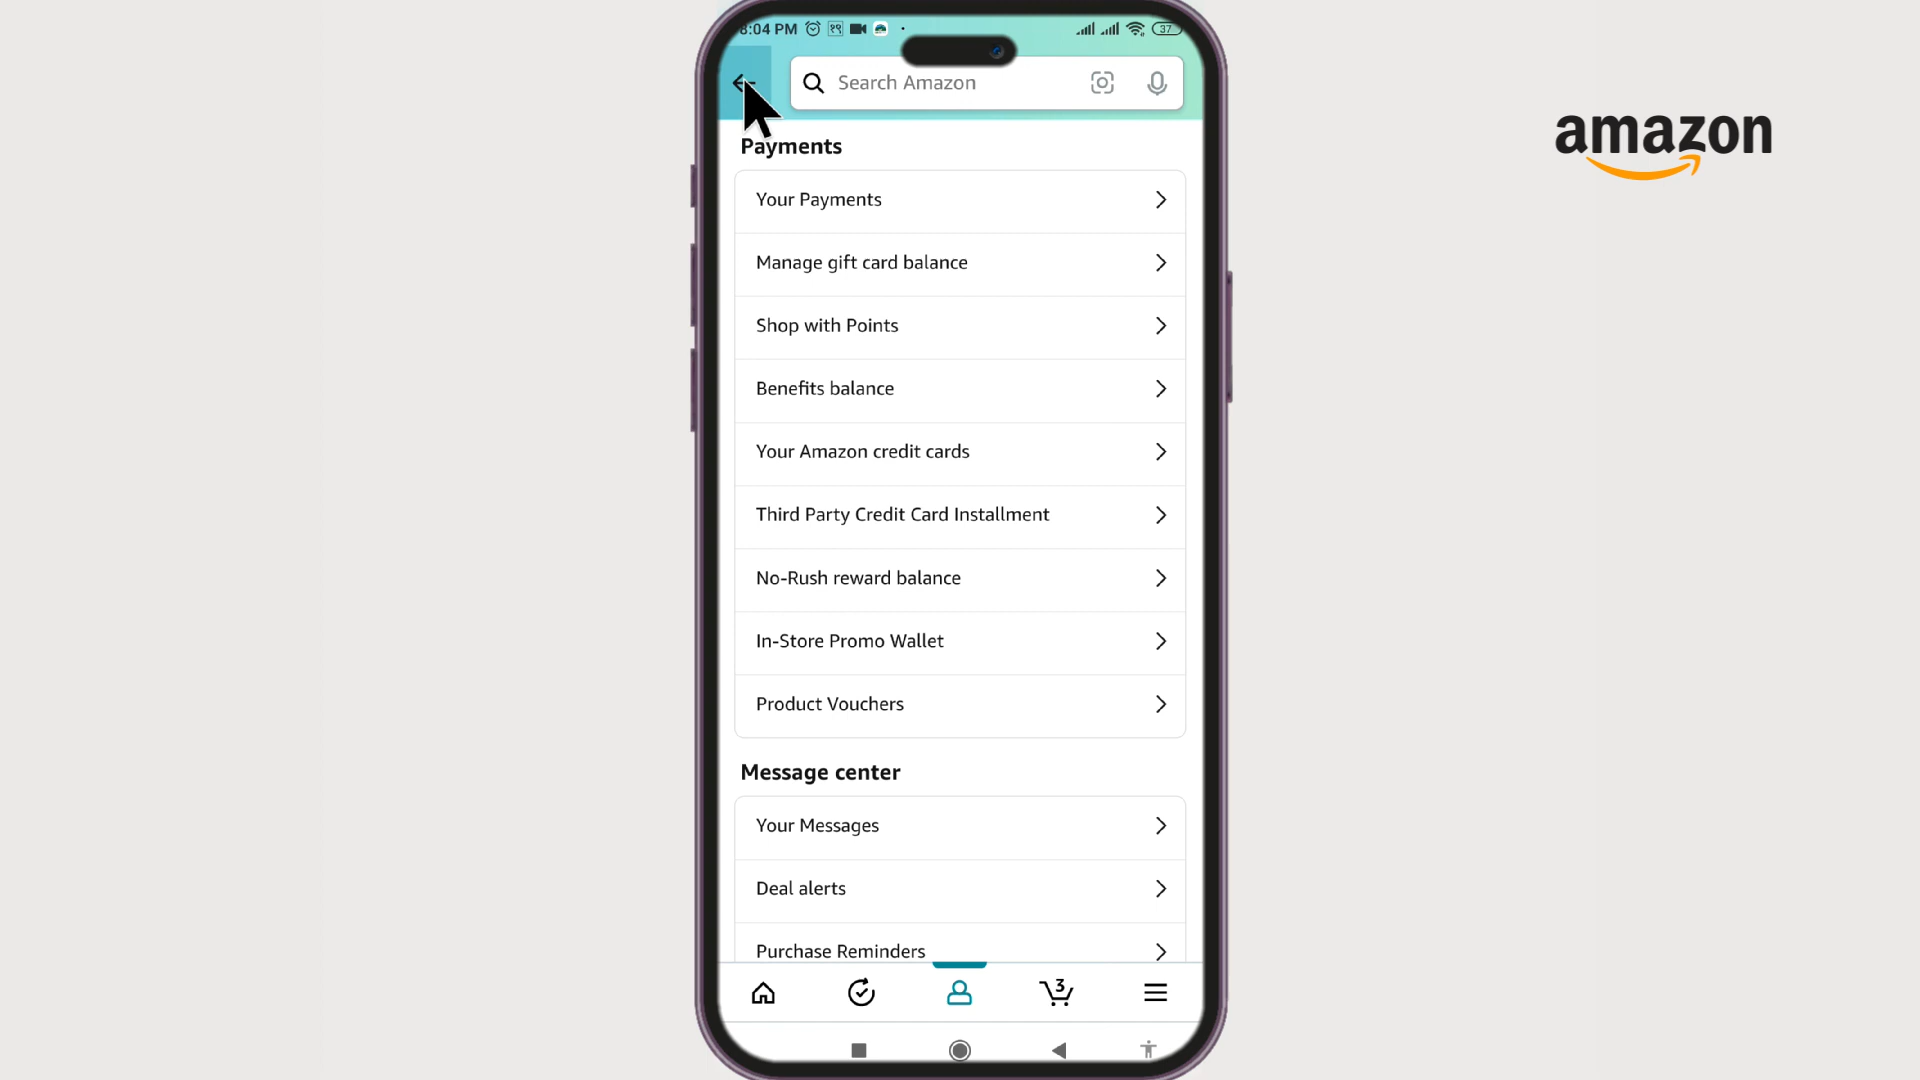 8:04 PM
37
Search Amazon
amazon
Payments
Your Payments
Manage gift card balance
Shop with Points
Benefits balance
Your Amazon credit cards
Third Party Credit Card Installment
No-Rush reward balance
In-Store Promo Wallet
Product Vouchers
Message center
Your Messages
Deal alerts
Purchase Reminders
3